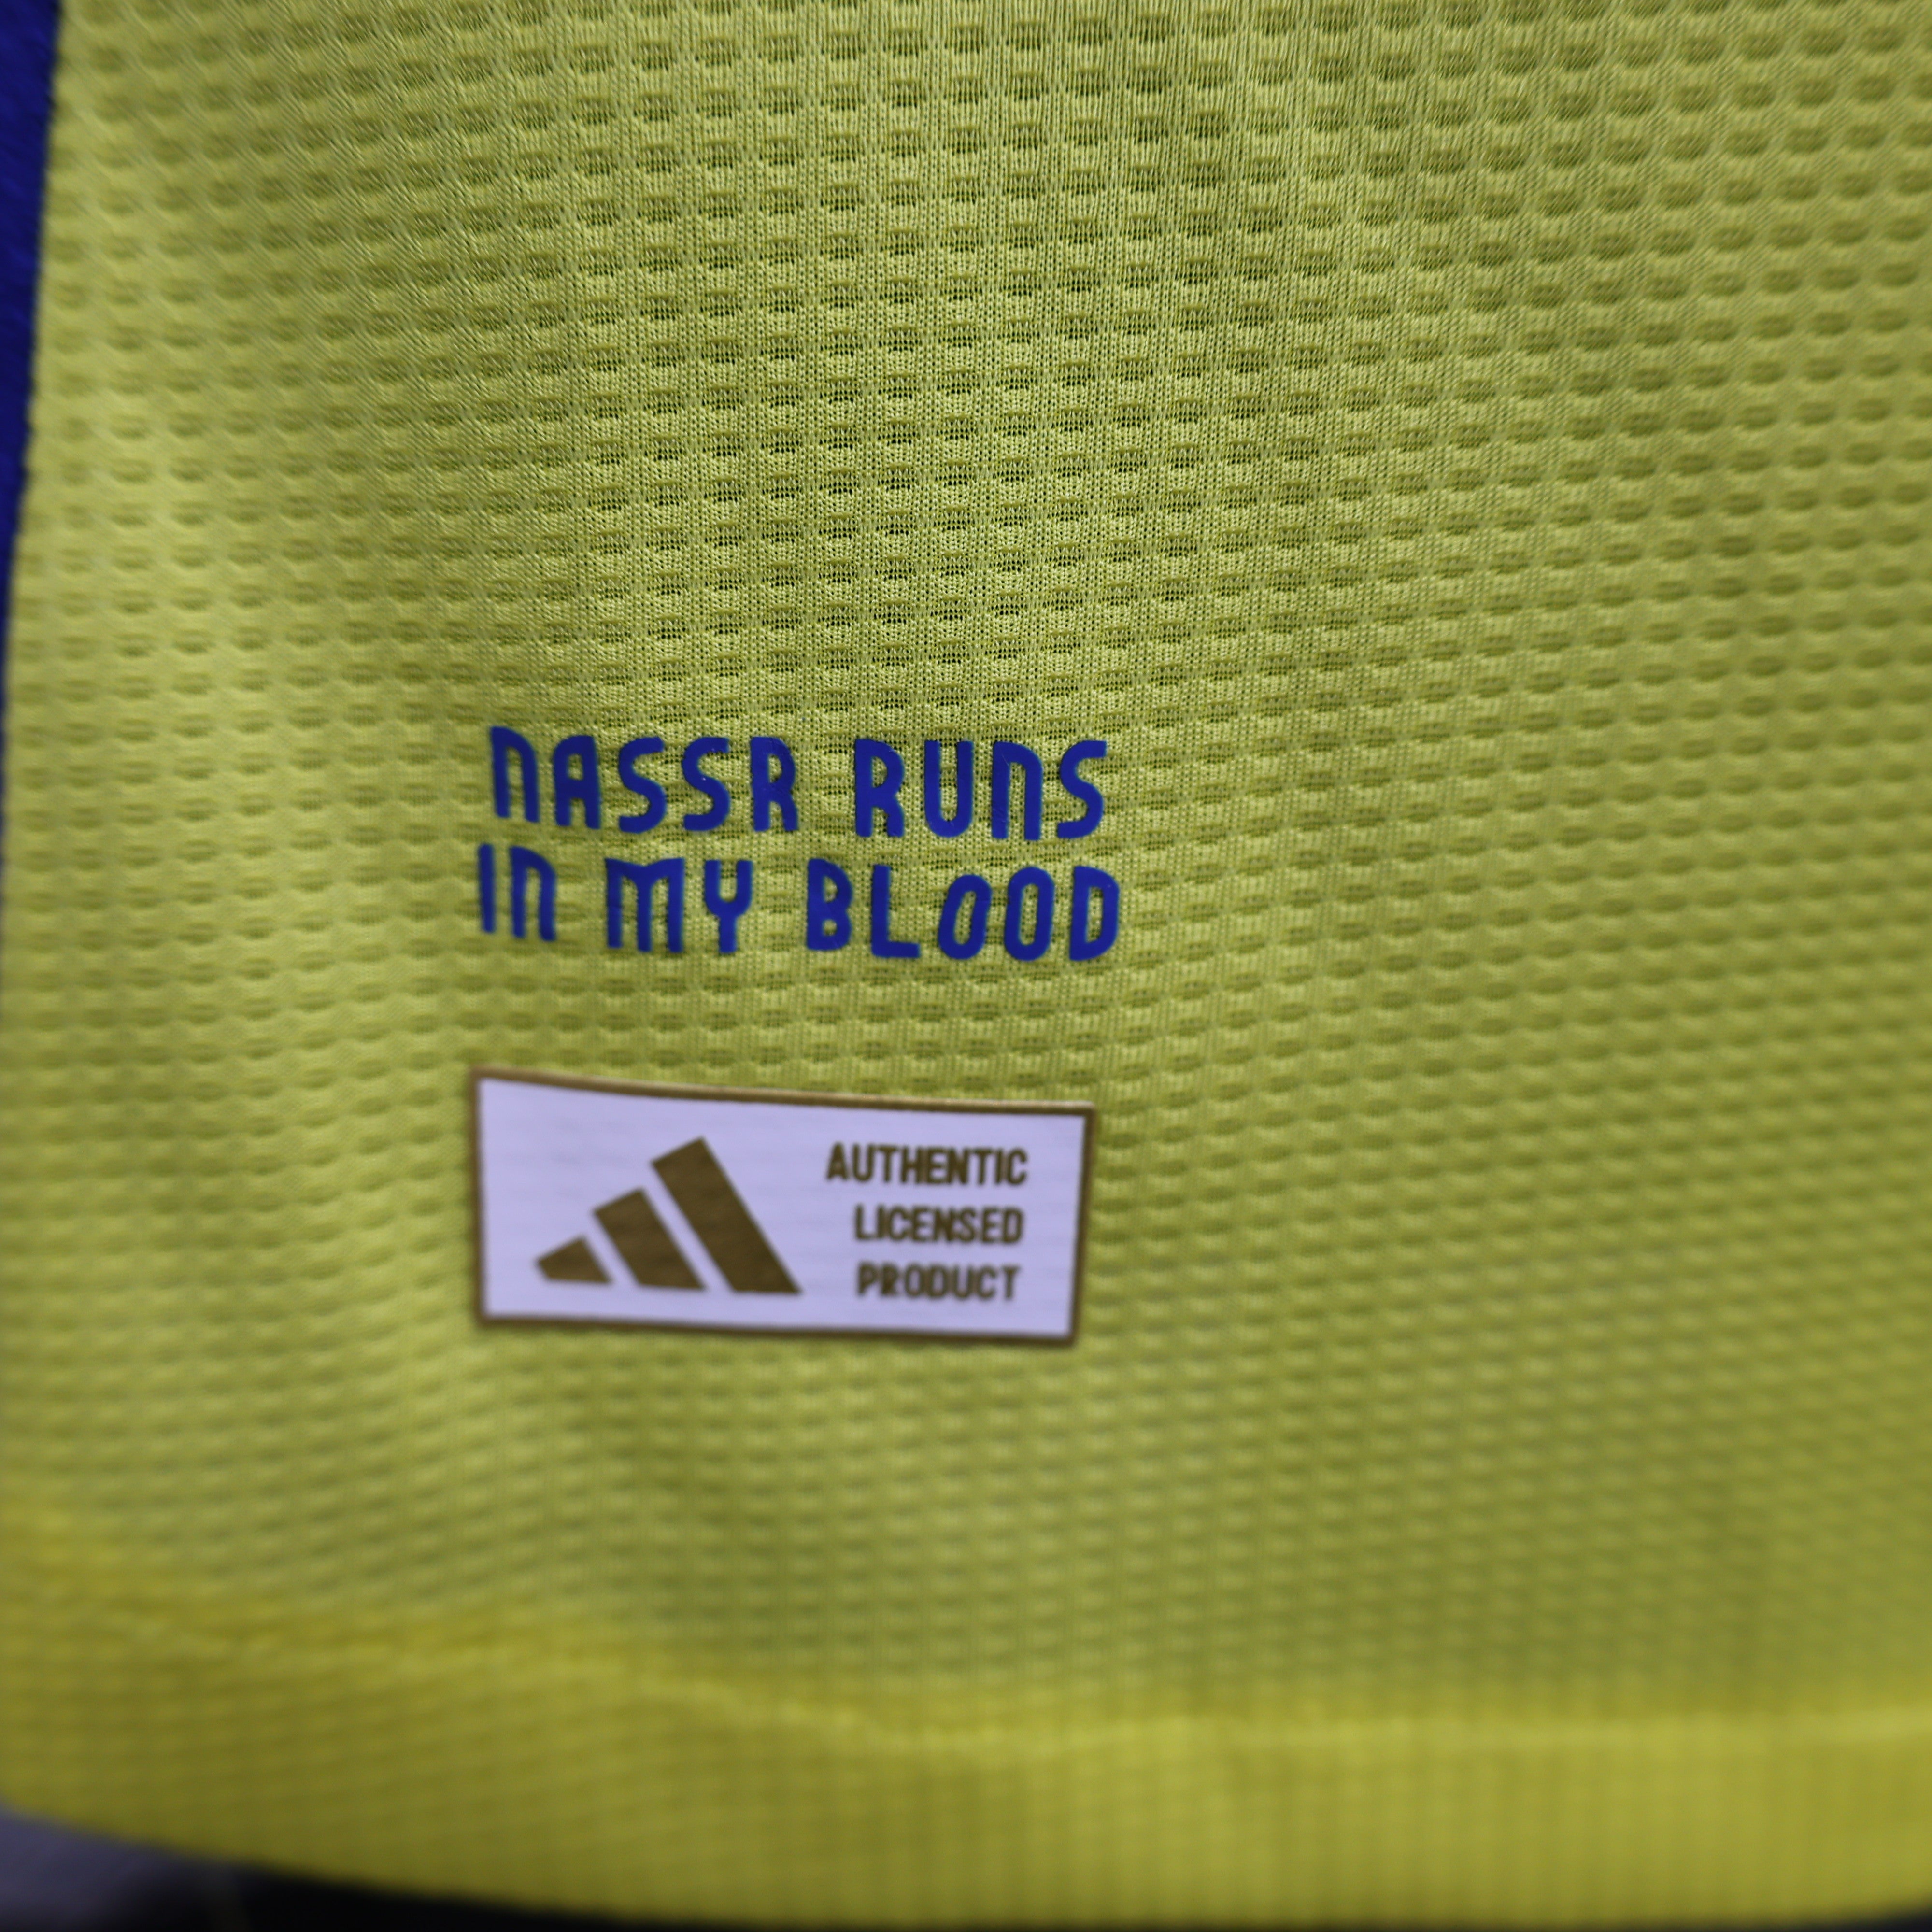 NASSR RUNS
IN MY BLOOD
AUTHENTIC
LICENSED
PRODUCT